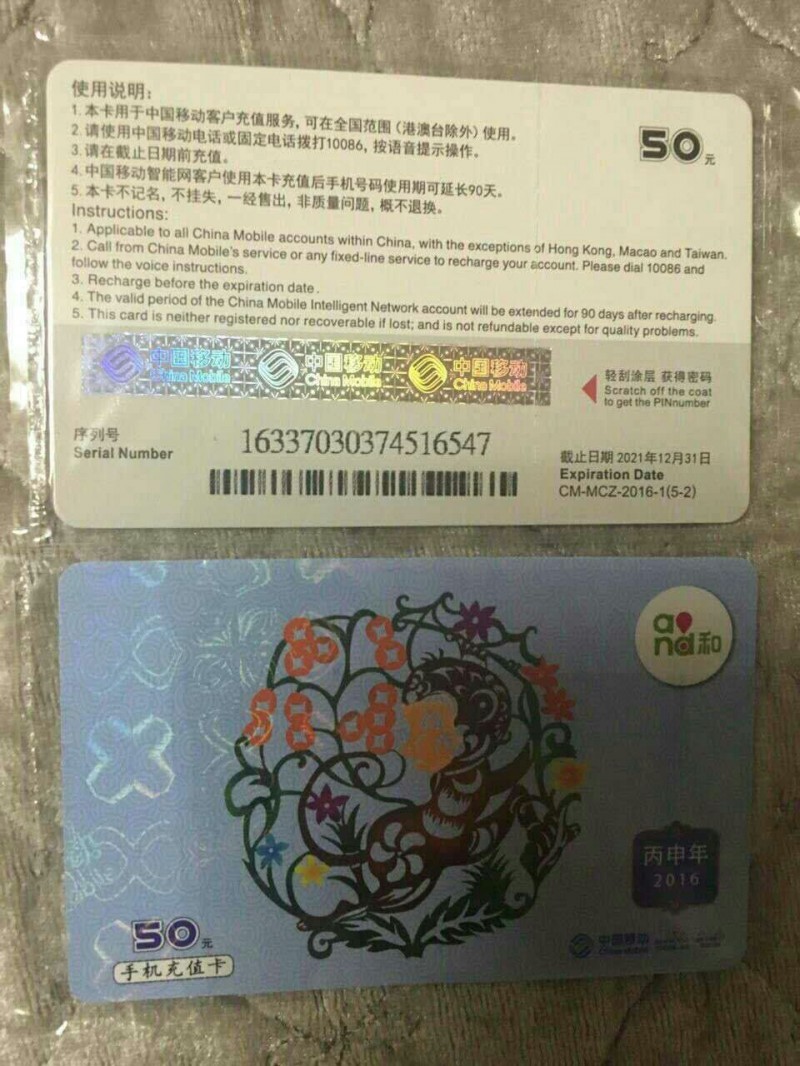 使用说明：
1. 本卡用于中国移动客户充值服务，可在全国范围（港澳台除外）使用。
2. 请使用中国移动电话或固定电话拨打10086，按语音提示操作。
3. 请在截止日期前充值。
4. 中国移动智能网客户使用本卡充值后手机号码使用期可延长90天。
5. 本卡不记名，不挂失，一经售出，非质量问题，概不退换。
50元
Instructions:
1. Applicable to all China Mobile accounts within China, with the exceptions of Hong Kong, Macao and Taiwan.
2. Call from China Mobile's service or any fixed-line service to recharge your account. Please dial 10086 and
follow the voice instructions.
3. Recharge before the expiration date.
4. The valid period of the China Mobile Intelligent Network account will be extended for 90 days after recharging.
5. This card is neither registered nor recoverable if lost; and is not refundable except for quality problems.
中国移动 中国移动 中国移动
China Mobile China Mobile China Mobile
轻刮涂层 获得密码
Scratch off the coat
to get the PINnumber
序列号
Serial Number
16337030374516547
截止日期 2021年12月31日
Expiration Date
CM-MCZ-2016-1(5-2)
and和
丙申年
2016
50元
手机充值卡
中国移动
China Mobile